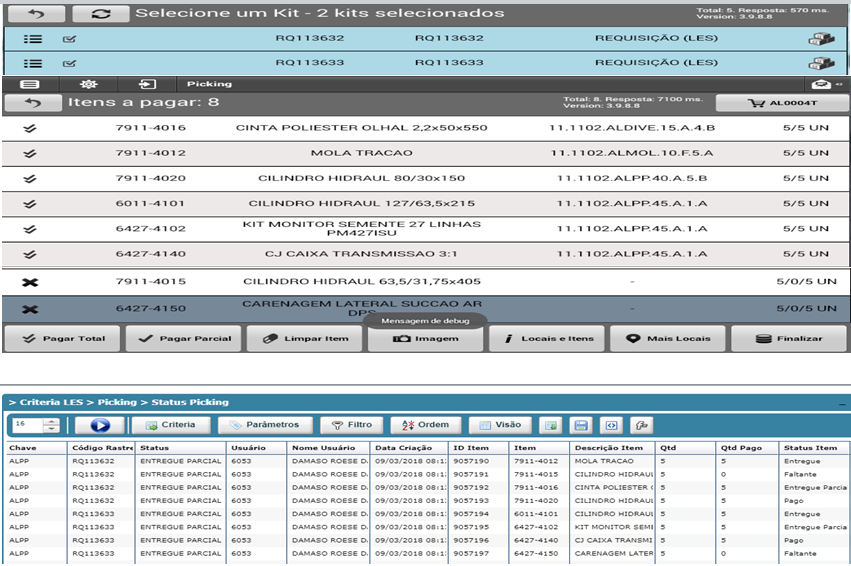 Selecione um Kit - 2 kits selecionados Total: 5. Resposta: 570 ms.
Version: 3.9.8.8
RQ113632 RQ113632 REQUISIÇÃO (LES)
RQ113633 RQ113633 REQUISIÇÃO (LES)
Picking
Itens a pagar: 8 Total: 8. Resposta: 7100 ms.
Version: 3.9.8.8 AL0004T
7911-4016 CINTA POLIESTER OLHAL 2,2x50x550 11.1102.ALDIVE.15.A.4.B 5/5 UN
7911-4012 MOLA TRACAO 11.1102.ALMOL.10.F.5.A 5/5 UN
7911-4020 CILINDRO HIDRAUL 80/30x150 11.1102.ALPP.40.A.5.B 5/5 UN
6011-4101 CILINDRO HIDRAUL 127/63,5x215 11.1102.ALPP.45.A.1.A 5/5 UN
6427-4102 KIT MONITOR SEMENTE 27 LINHAS
PM427ISU 11.1102.ALPP.45.A.1.A 5/5 UN
6427-4140 CJ CAIXA TRANSMISSAO 3:1 11.1102.ALPP.45.A.1.A 5/5 UN
7911-4015 CILINDRO HIDRAUL 63,5/31,75x405 - 5/0/5 UN
6427-4150 CARENAGEM LATERAL SUCCAO AR
DPS - 5/0/5 UN
Mensagem de debug
Pagar Total Pagar Parcial Limpar Item Imagem Locais e Itens Mais Locais Finalizar
> Criteria LES > Picking > Status Picking
16 Criteria Parâmetros Filtro Ordem Visão
Chave Código Rastre Status Usuário Nome Usuário Data Criação ID Item Item Descrição Item Qtd Qtd Pago Status Item
ALPP RQ113632 ENTREGUE PARCIAL 6053 DAMASO ROESE D. 09/03/2018 08:1 9057190 7911-4012 MOLA TRACAO 5 5 Entregue
ALPP RQ113632 ENTREGUE PARCIAL 6053 DAMASO ROESE D. 09/03/2018 08:1 9057191 7911-4015 CILINDRO HIDRAUL 5 0 Faltante
ALPP RQ113632 ENTREGUE PARCIAL 6053 DAMASO ROESE D. 09/03/2018 08:1 9057192 7911-4016 CINTA POLIESTER 5 5 Entregue Parcia
ALPP RQ113632 ENTREGUE PARCIAL 6053 DAMASO ROESE D. 09/03/2018 08:1 9057193 7911-4020 CILINDRO HIDRAUL 5 5 Pago
ALPP RQ113633 ENTREGUE PARCIAL 6053 DAMASO ROESE D. 09/03/2018 08:1 9057194 6011-4101 CILINDRO HIDRAUL 5 5 Entregue
ALPP RQ113633 ENTREGUE PARCIAL 6053 DAMASO ROESE D. 09/03/2018 08:1 9057195 6427-4102 KIT MONITOR SEMI 5 5 Entregue Parcia
ALPP RQ113633 ENTREGUE PARCIAL 6053 DAMASO ROESE D. 09/03/2018 08:1 9057196 6427-4140 CJ CAIXA TRANSMI 5 5 Pago
ALPP RQ113633 ENTREGUE PARCIAL 6053 DAMASO ROESE D. 09/03/2018 08:1 9057197 6427-4150 CARENAGEM LATER 5 0 Faltante